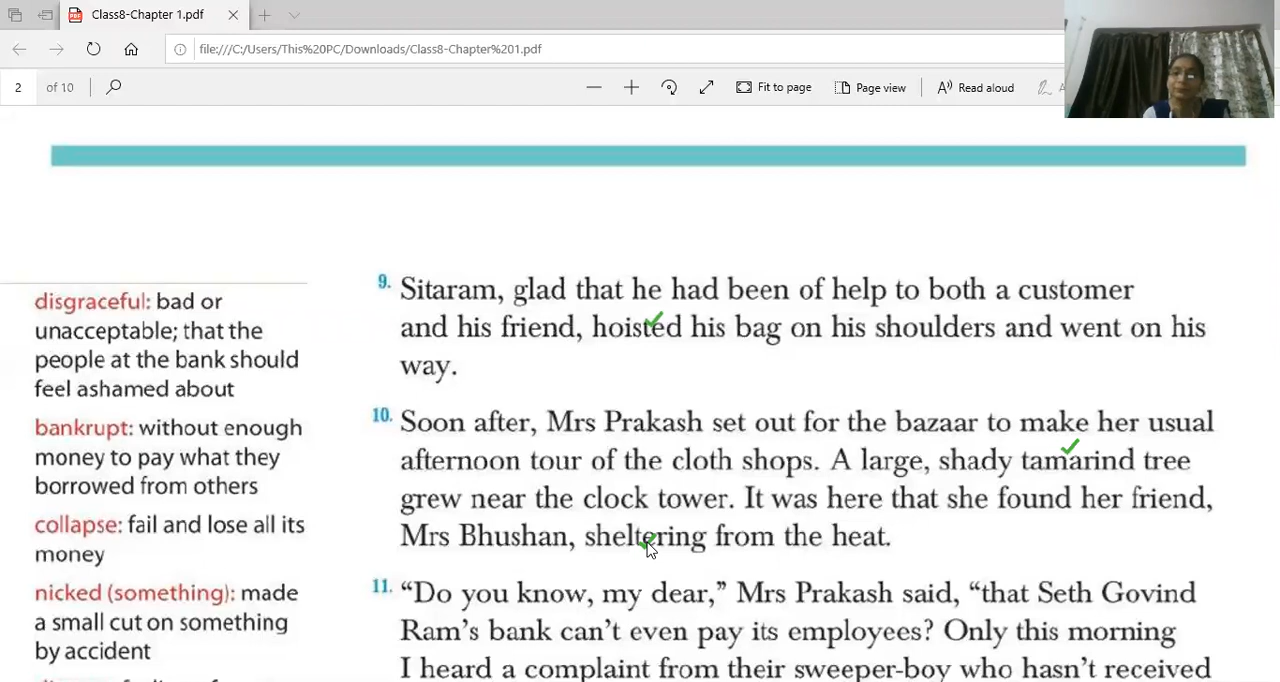 Class8-Chapter 1.pdf
file:///C:/Users/This%20PC/Downloads/Class8-Chapter%201.pdf
2 of 10
Fit to page
Page view
Read aloud
disgraceful: bad or
unacceptable; that the
people at the bank should
feel ashamed about
bankrupt: without enough
money to pay what they
borrowed from others
collapse: fail and lose all its
money
nicked (something): made
a small cut on something
by accident
9. Sitaram, glad that he had been of help to both a customer
and his friend, hoisted his bag on his shoulders and went on his
way.
10. Soon after, Mrs Prakash set out for the bazaar to make her usual
afternoon tour of the cloth shops. A large, shady tamarind tree
grew near the clock tower. It was here that she found her friend,
Mrs Bhushan, sheltering from the heat.
11. “Do you know, my dear,” Mrs Prakash said, “that Seth Govind
Ram’s bank can’t even pay its employees? Only this morning
I heard a complaint from their sweeper-boy who hasn’t received